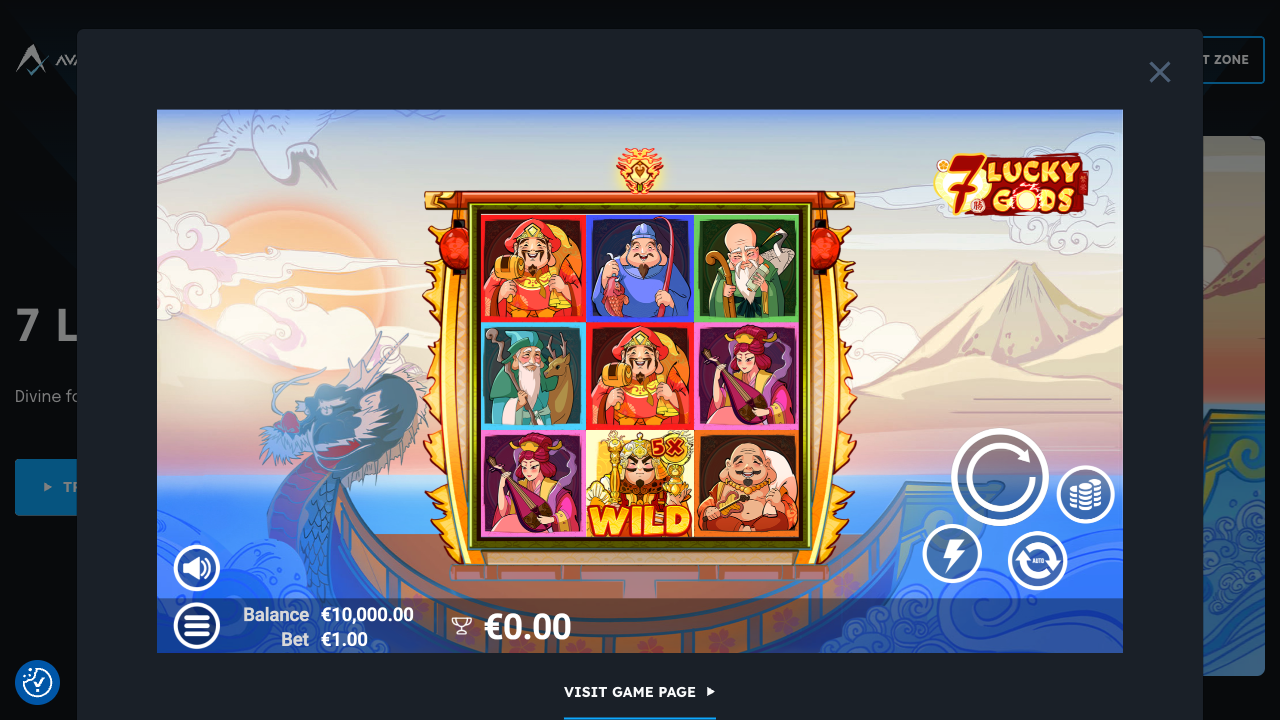 AVA
T ZONE
7 LUCKY
GODS
7 L
Divine fo
TR
5X
WILD
AUTO
Balance €10,000.00
Bet €1.00
€0.00
VISIT GAME PAGE